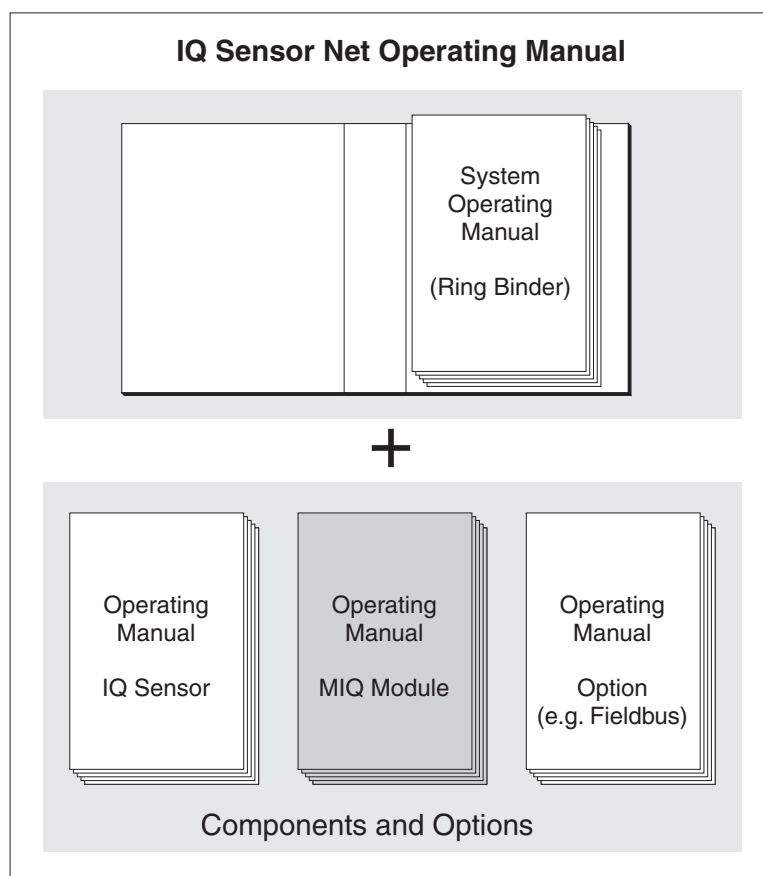 IQ Sensor Net Operating Manual
System
Operating
Manual
(Ring Binder)
+
Operating
Manual
IQ Sensor
Operating
Manual
MIQ Module
Operating
Manual
Option
(e.g. Fieldbus)
Components and Options